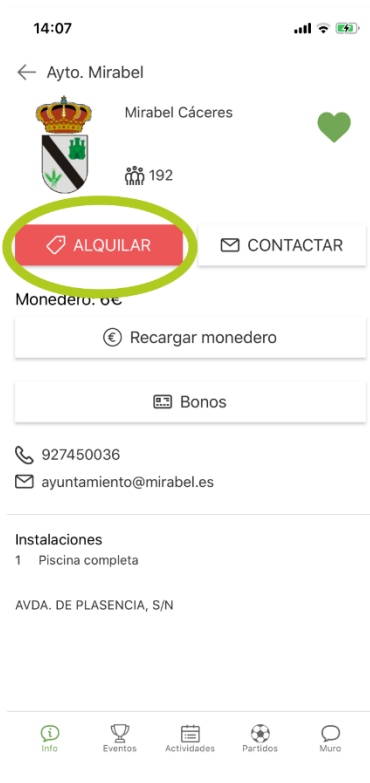 14:07
Ayto. Mirabel
Mirabel Cáceres
192
ALQUILAR
CONTACTAR
Monedero: 6€
Recargar monedero
Bonos
927450036
ayuntamiento@mirabel.es
Instalaciones
1 Piscina completa
AVDA. DE PLASENCIA, S/N
Info Eventos Actividades Partidos Muro